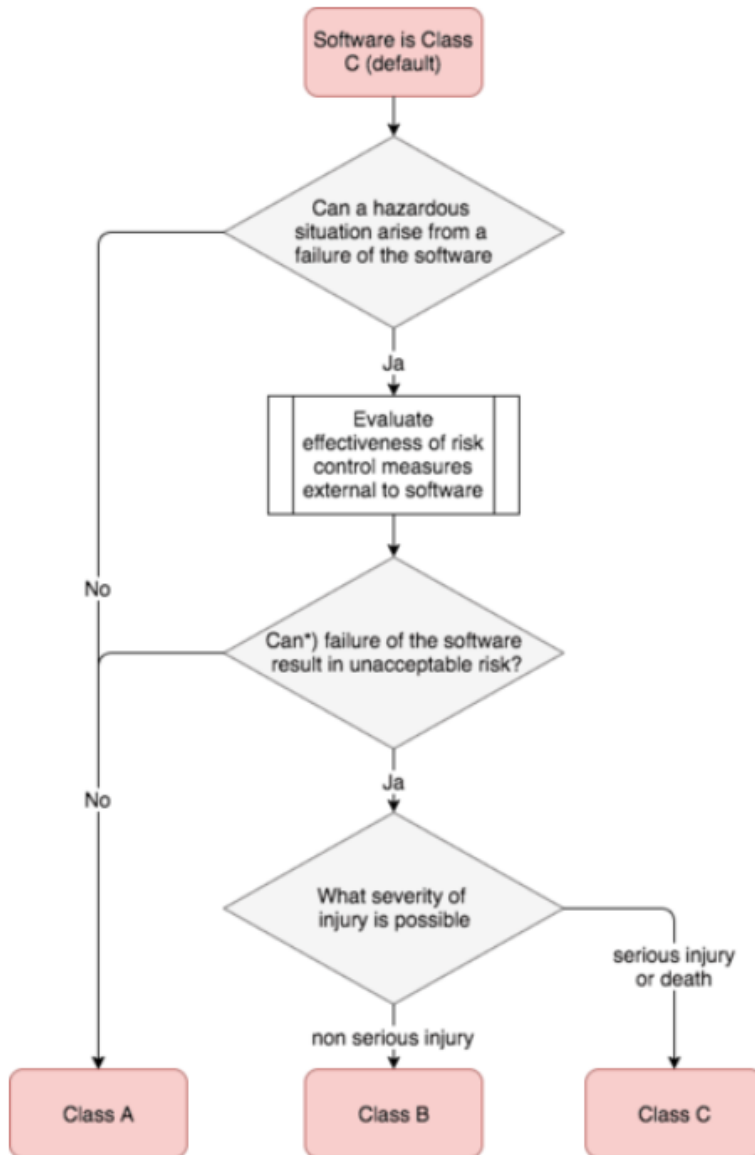 Software is Class
C (default)
Can a hazardous
situation arise from a
failure of the software
Ja
Evaluate
effectiveness of risk
control measures
external to software
No
Can*) failure of the software
result in unacceptable risk?
Ja
No
What severity of
injury is possible
serious injury
or death
non serious injury
Class A
Class B
Class C